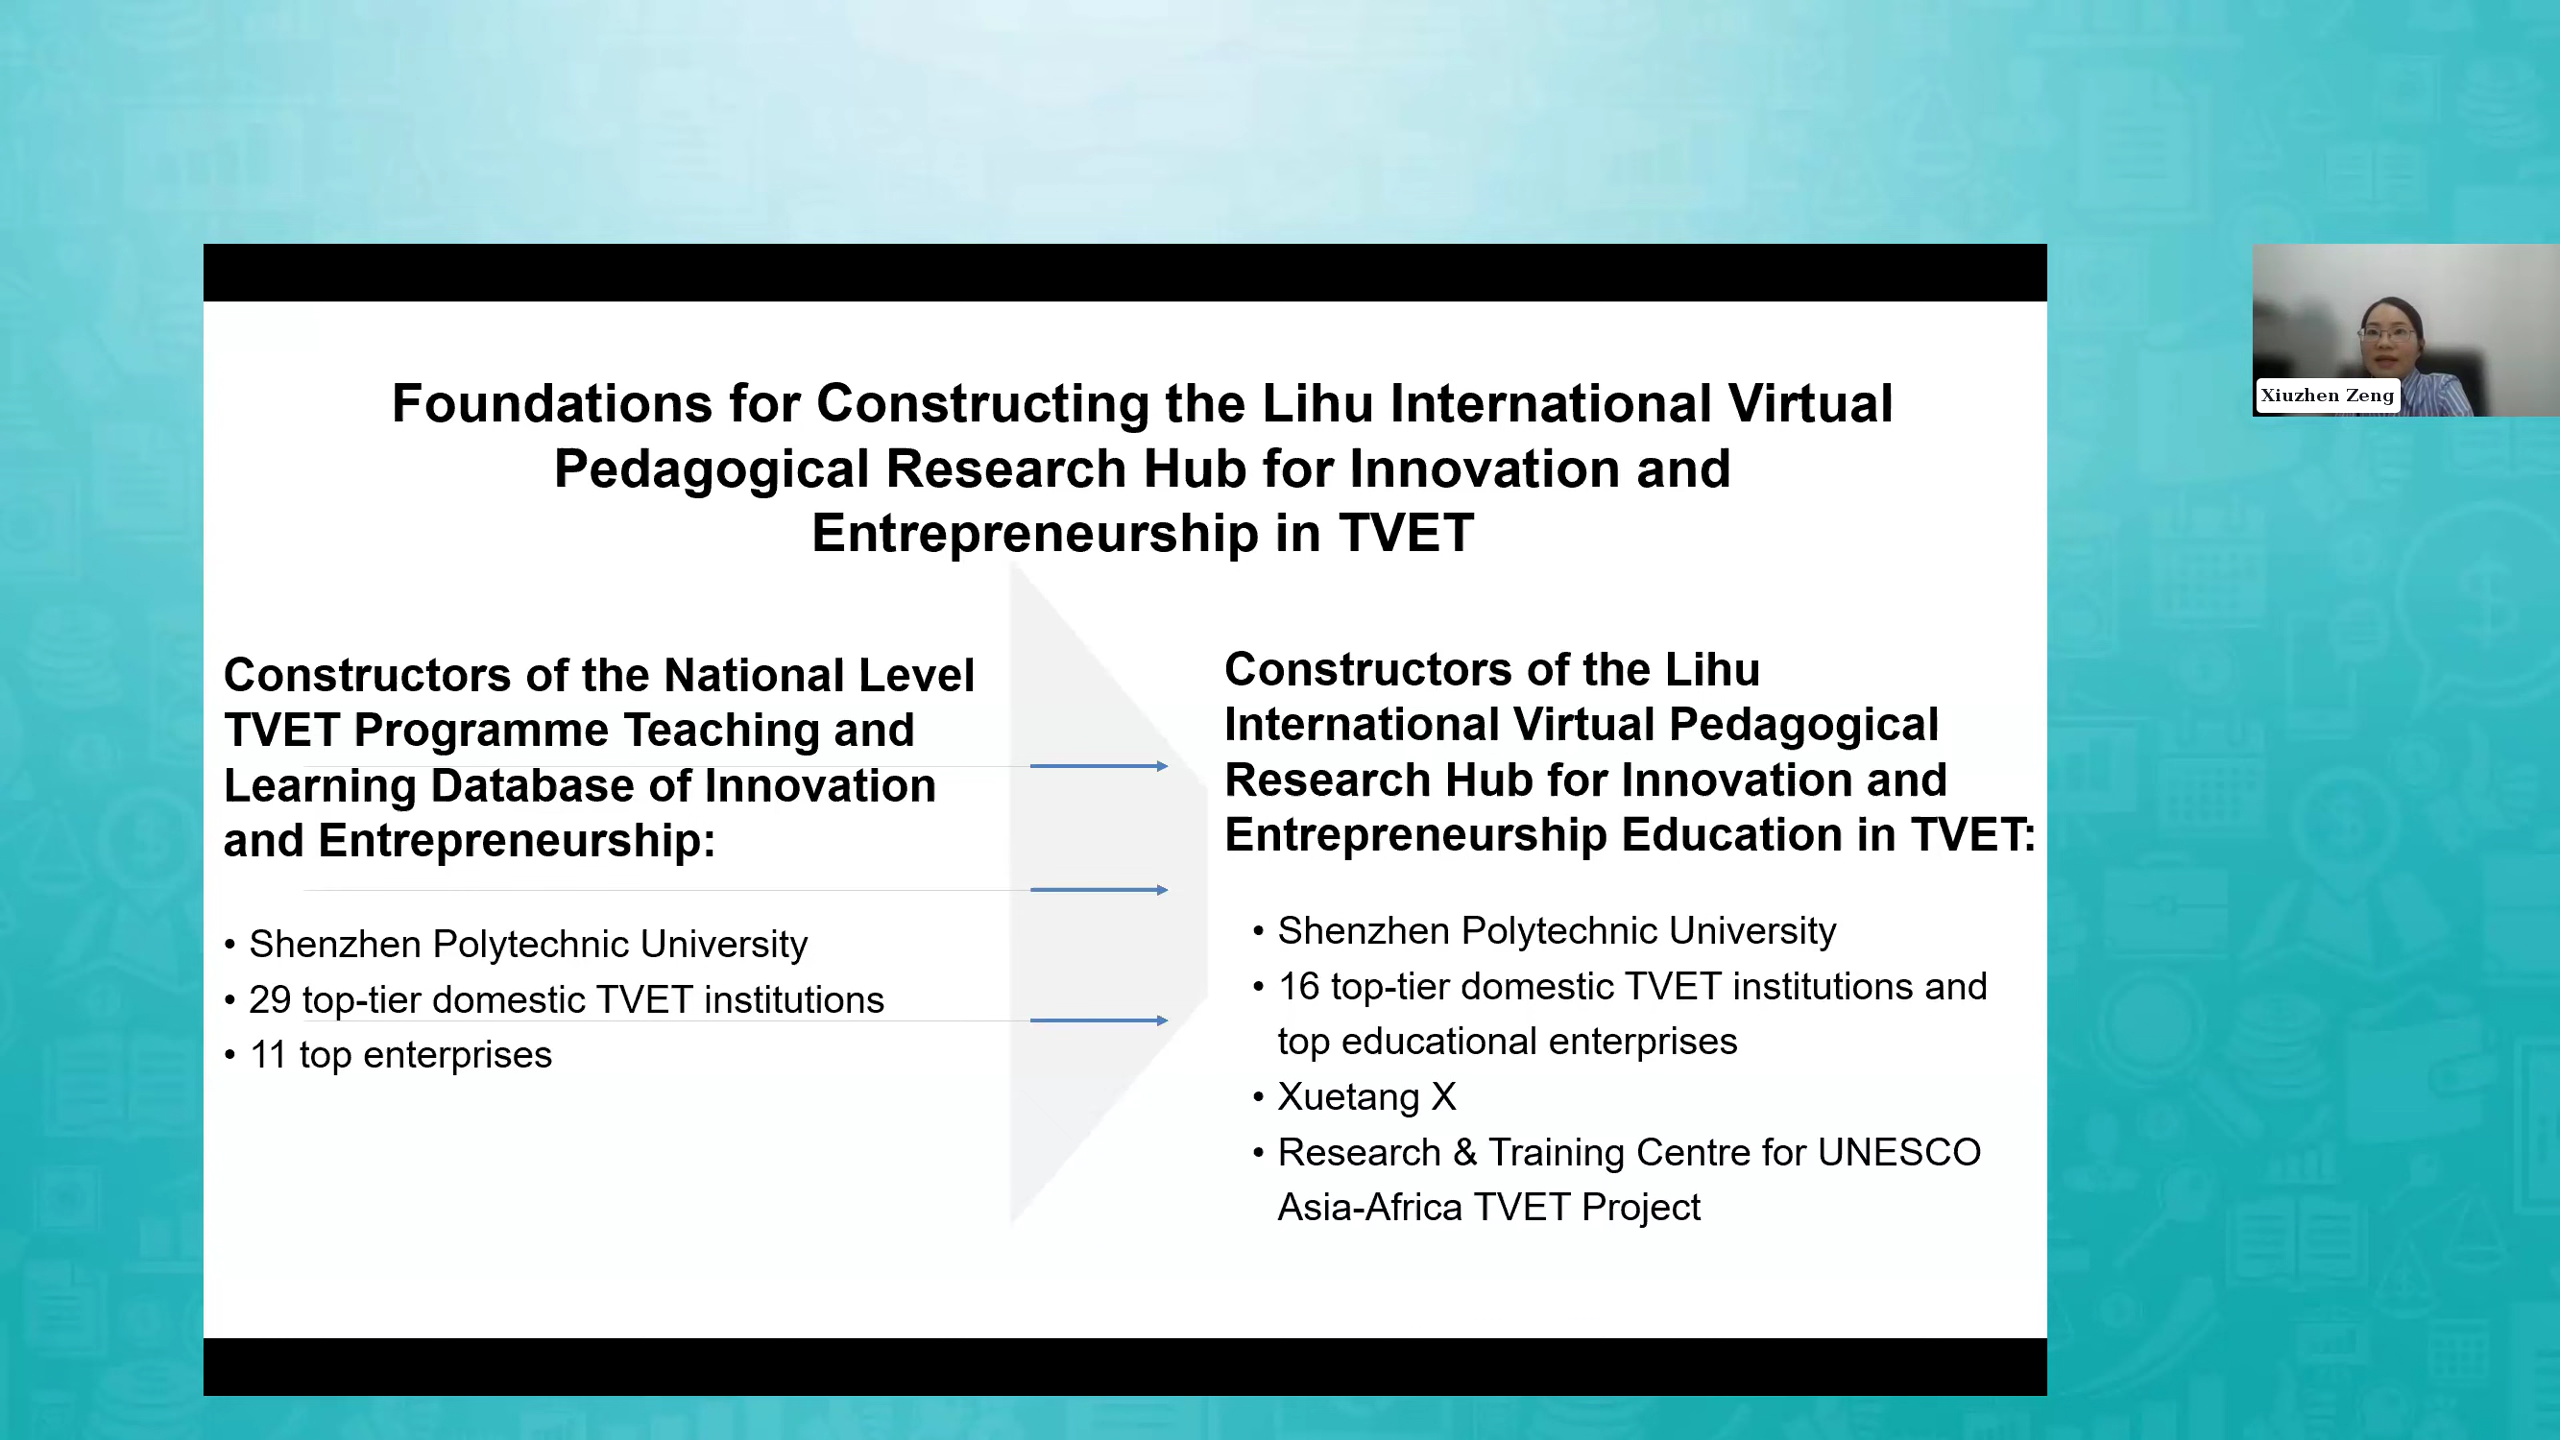 Foundations for Constructing the Lihu International Virtual
Pedagogical Research Hub for Innovation and
Entrepreneurship in TVET
Constructors of the National Level
TVET Programme Teaching and
Learning Database of Innovation
and Entrepreneurship:
• Shenzhen Polytechnic University
• 29 top-tier domestic TVET institutions
• 11 top enterprises
Constructors of the Lihu
International Virtual Pedagogical
Research Hub for Innovation and
Entrepreneurship Education in TVET:
• Shenzhen Polytechnic University
• 16 top-tier domestic TVET institutions and
top educational enterprises
• Xuetang X
• Research & Training Centre for UNESCO
Asia-Africa TVET Project
Xiuzhen Zeng